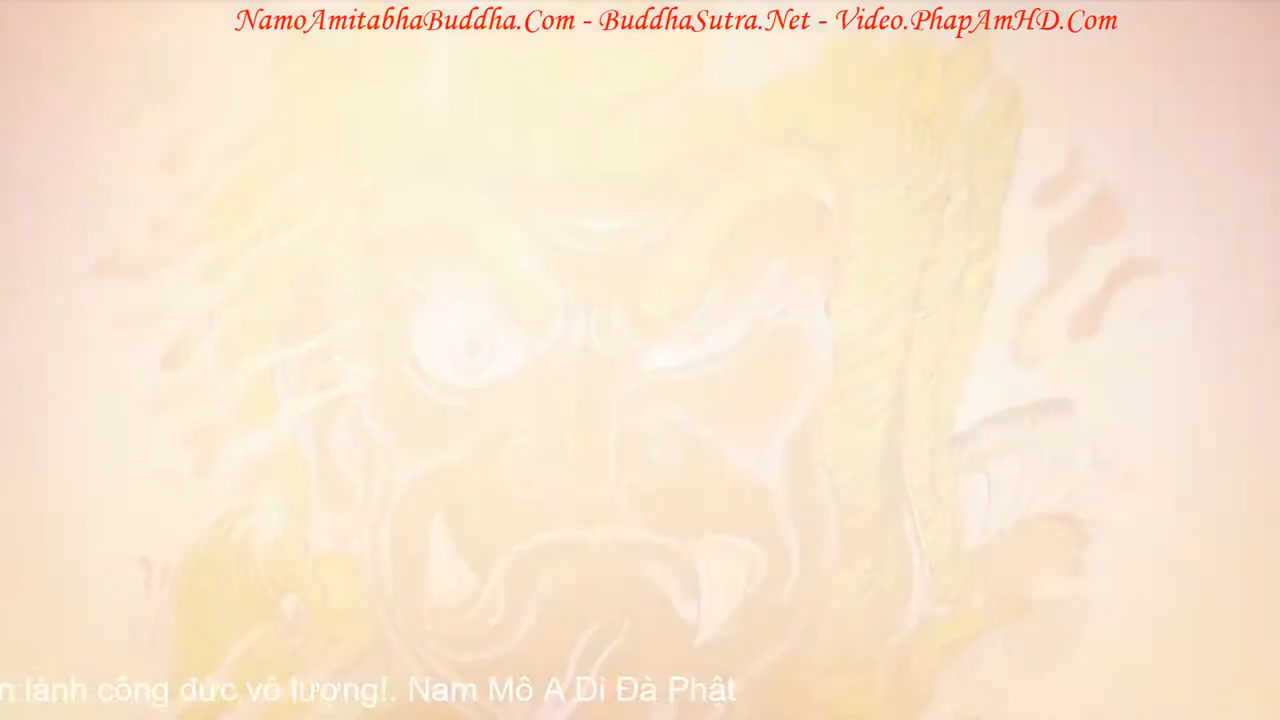 NamoAmitabhaBuddha.Com - BuddhaSutra.Net - Video.PhapAmHD.Com
n lành công đức vô lượng!. Nam Mô A Di Đà Phật